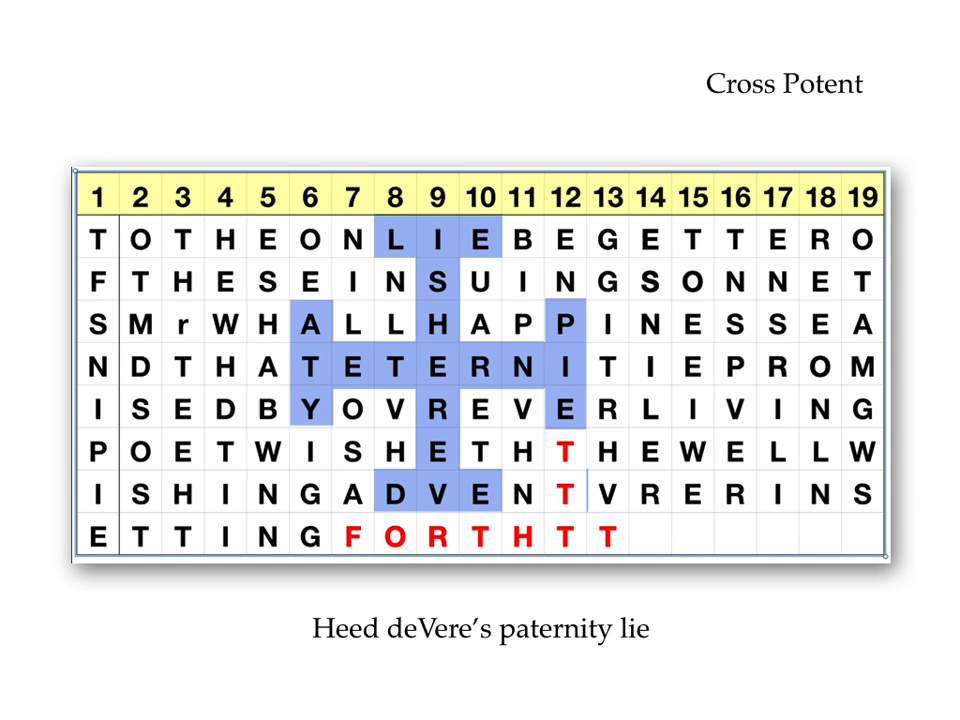 Cross Potent
1 2 3 4 5 6 7 8 9 10 11 12 13 14 15 16 17 18 19
T O T H E O N L I E B E G E T T E R O
F T H E S E I N S U I N G S O N N E T
S M r W H A L L H A P P I N E S S E A
N D T H A T E T E R N I T I E P R O M
I S E D B Y O V R E V E R L I V I N G
P O E T W I S H E T H T H E W E L L W
I S H I N G A D V E N T V R E R I N S
E T T I N G F O R T H T T
Heed deVere’s paternity lie